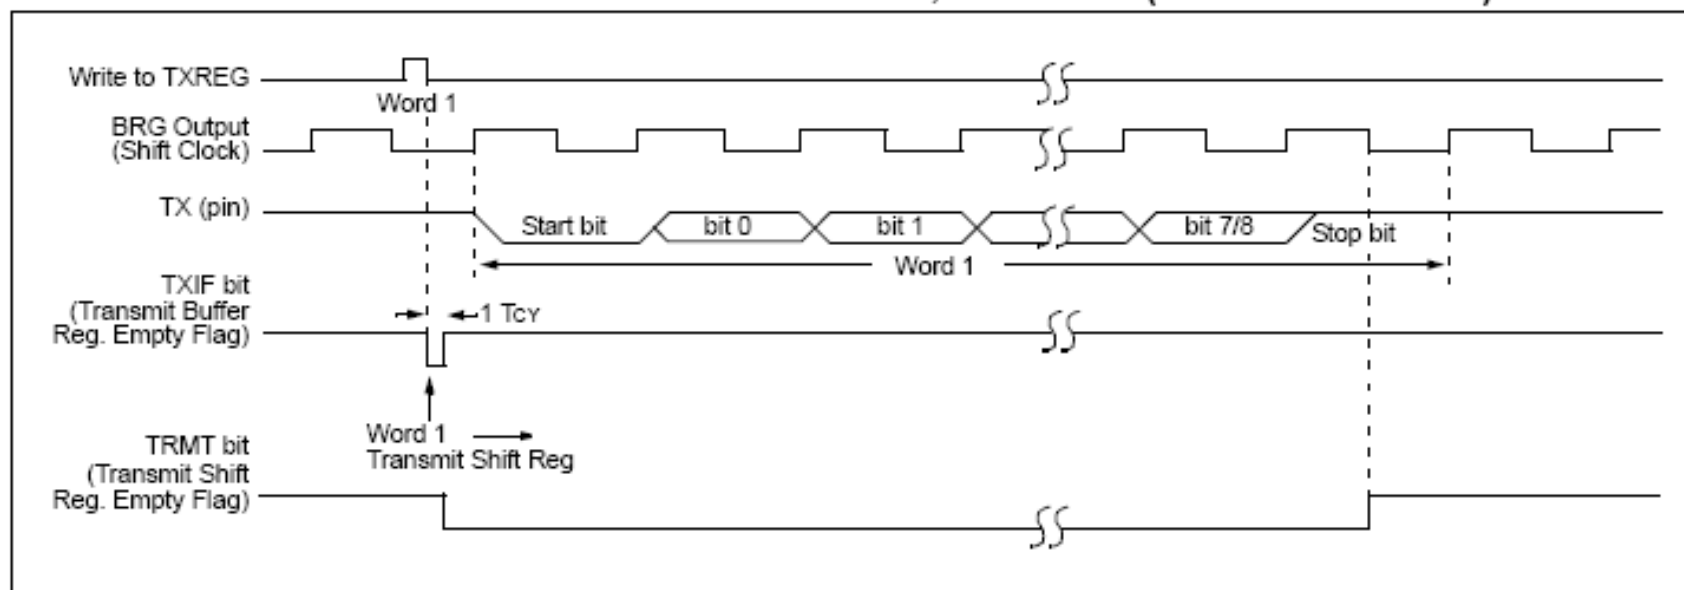 Write to TXREG
Word 1
BRG Output
(Shift Clock)
TX (pin)
Start bit
bit 0
bit 1
bit 7/8
Stop bit
Word 1
TXIF bit
(Transmit Buffer
Reg. Empty Flag)
1 TCY
Word 1
Transmit Shift Reg
TRMT bit
(Transmit Shift
Reg. Empty Flag)